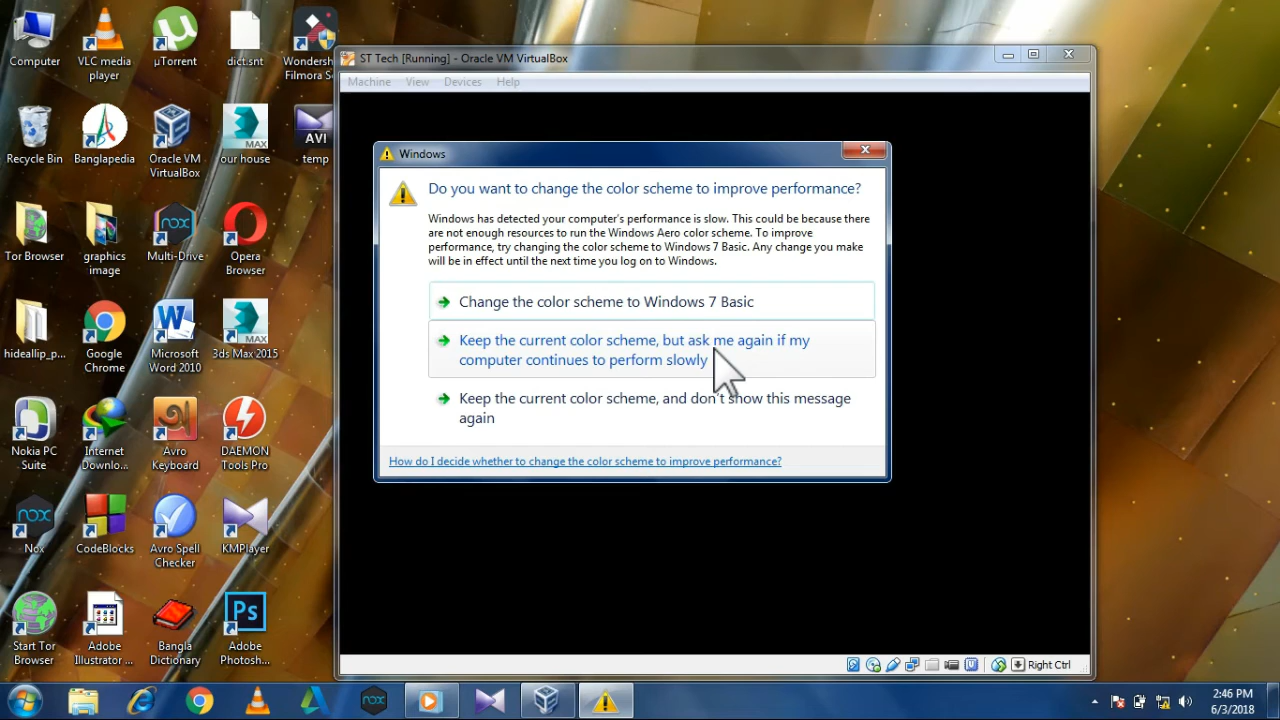 Computer
VLC media
player
µTorrent
dict.snt
Wondersh...
Filmora S
Recycle Bin
Banglapedia
Oracle VM
VirtualBox
MAX
our house
AVI
temp
Tor Browser
graphics
image
nox
Multi-Drive
Opera
Browser
hideallip_p...
Google
Chrome
W
Microsoft
Word 2010
MAX
3ds Max 2015
Nokia PC
Suite
Internet
Downlo...
অ
Avro
Keyboard
DAEMON
Tools Pro
nox
Nox
CodeBlocks
Avro Spell
Checker
KMPlayer
Start Tor
Browser
Adobe
Illustrator ...
Bangla
Dictionary
Ps
Adobe
Photosh...
ST Tech [Running] - Oracle VM VirtualBox
Machine View Devices Help
Windows
Do you want to change the color scheme to improve performance?
Windows has detected your computer's performance is slow. This could be because there
are not enough resources to run the Windows Aero color scheme. To improve
performance, try changing the color scheme to Windows 7 Basic. Any change you make
will be in effect until the next time you log on to Windows.
Change the color scheme to Windows 7 Basic
Keep the current color scheme, but ask me again if my
computer continues to perform slowly
Keep the current color scheme, and don't show this message
again
How do I decide whether to change the color scheme to improve performance?
Right Ctrl
nox
2:46 PM
6/3/2018